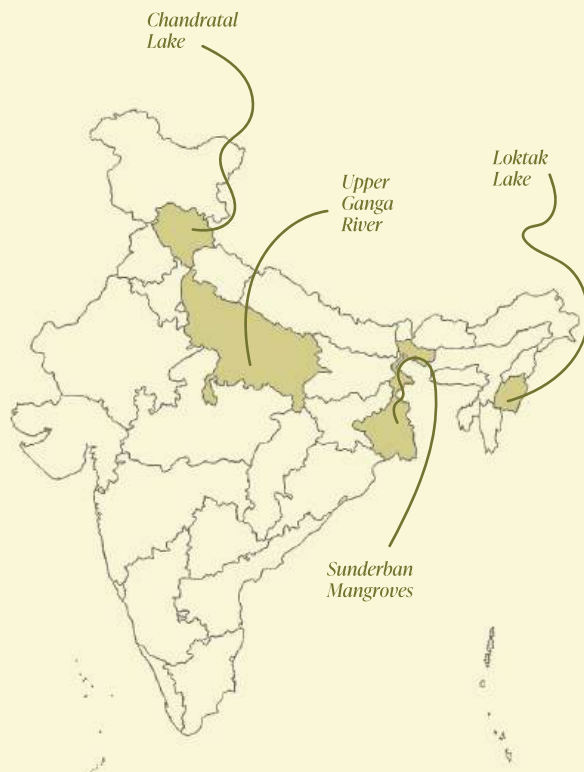 Chandratal
Lake
Loktak
Lake
Upper
Ganga
River
Sunderban
Mangroves